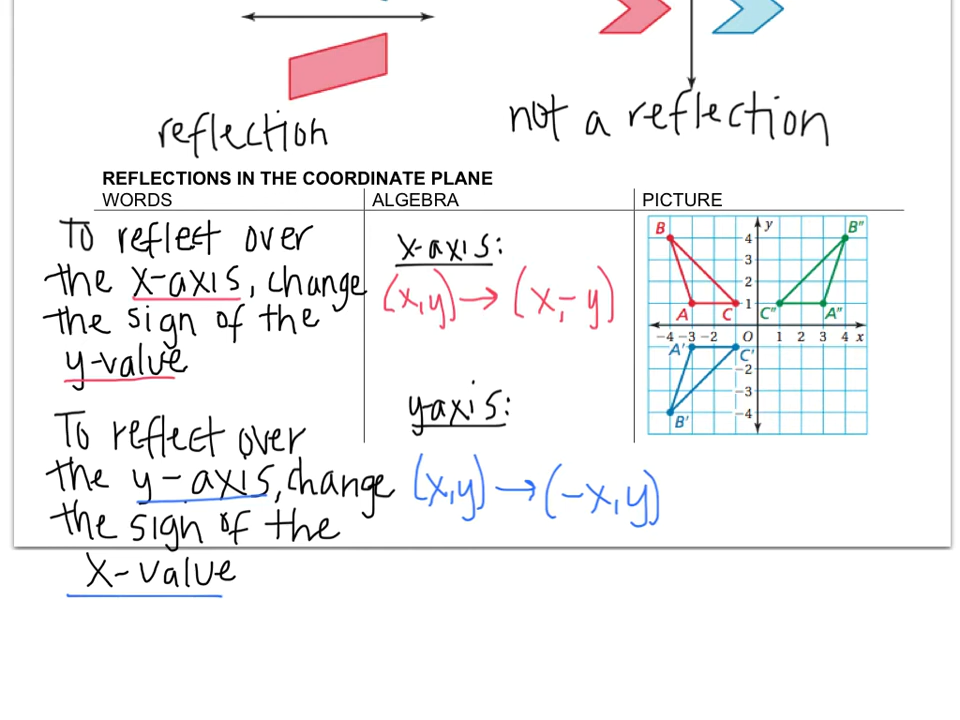 reflection
not a reflection
REFLECTIONS IN THE COORDINATE PLANE
WORDS
ALGEBRA
PICTURE
To reflect over
the x-axis, change
the sign of the
y-value
x-axis:
(x,y) → (x,-y)
To reflect over
the y-axis, change
the sign of the
x-value
y-axis:
(x,y) → (-x,y)
B y B"
4
3
2
1
A C C" A"
-4 -3 -2 O 1 2 3 4 x
A' C'
-2
-3
-4
B'